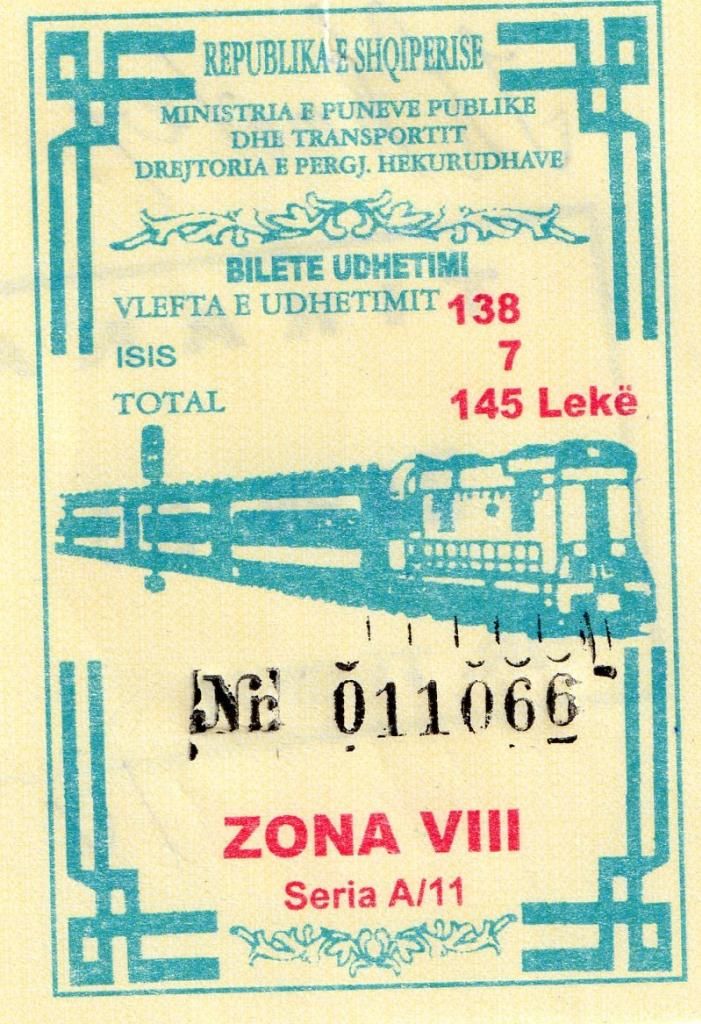 REPUBLIKA E SHQIPERISE
MINISTRIA E PUNEVE PUBLIKE
DHE TRANSPORTIT
DREJTORIA E PERGJ. HEKURUDHAVE
BILETE UDHETIMI
VLEFTA E UDHETIMIT 138
ISIS 7
TOTAL 145 Lekë
Nr 011066
ZONA VIII
Seria A/11